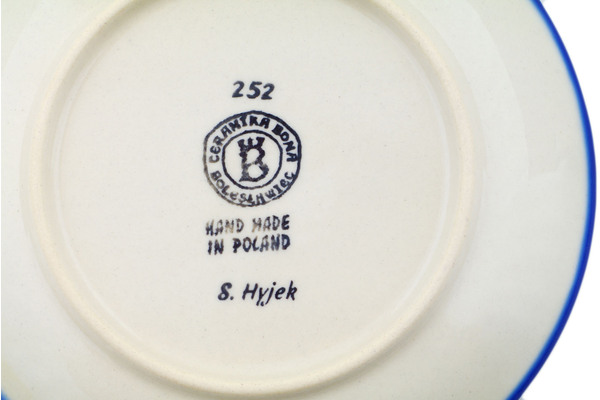 252
CERAMIKA BONA
B
BOLESŁAWIEC
HAND MADE
IN POLAND
S. Hyjek